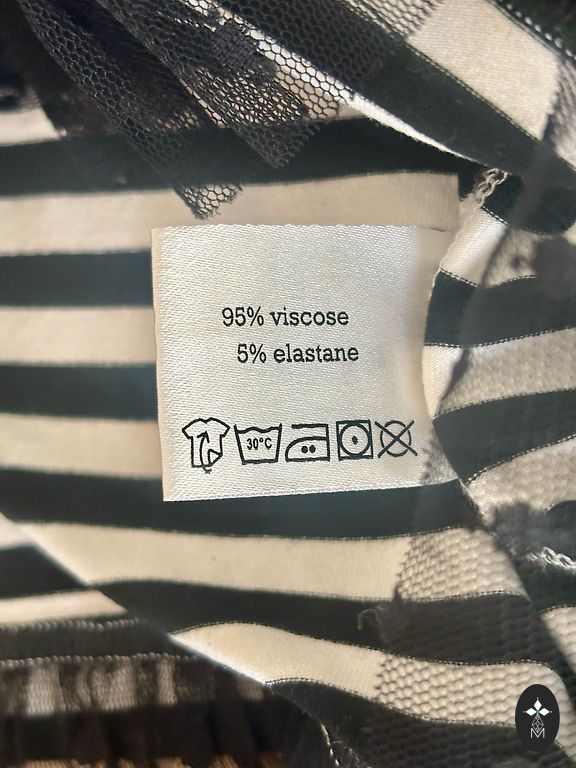 95% viscose
5% elastane
30°C
M